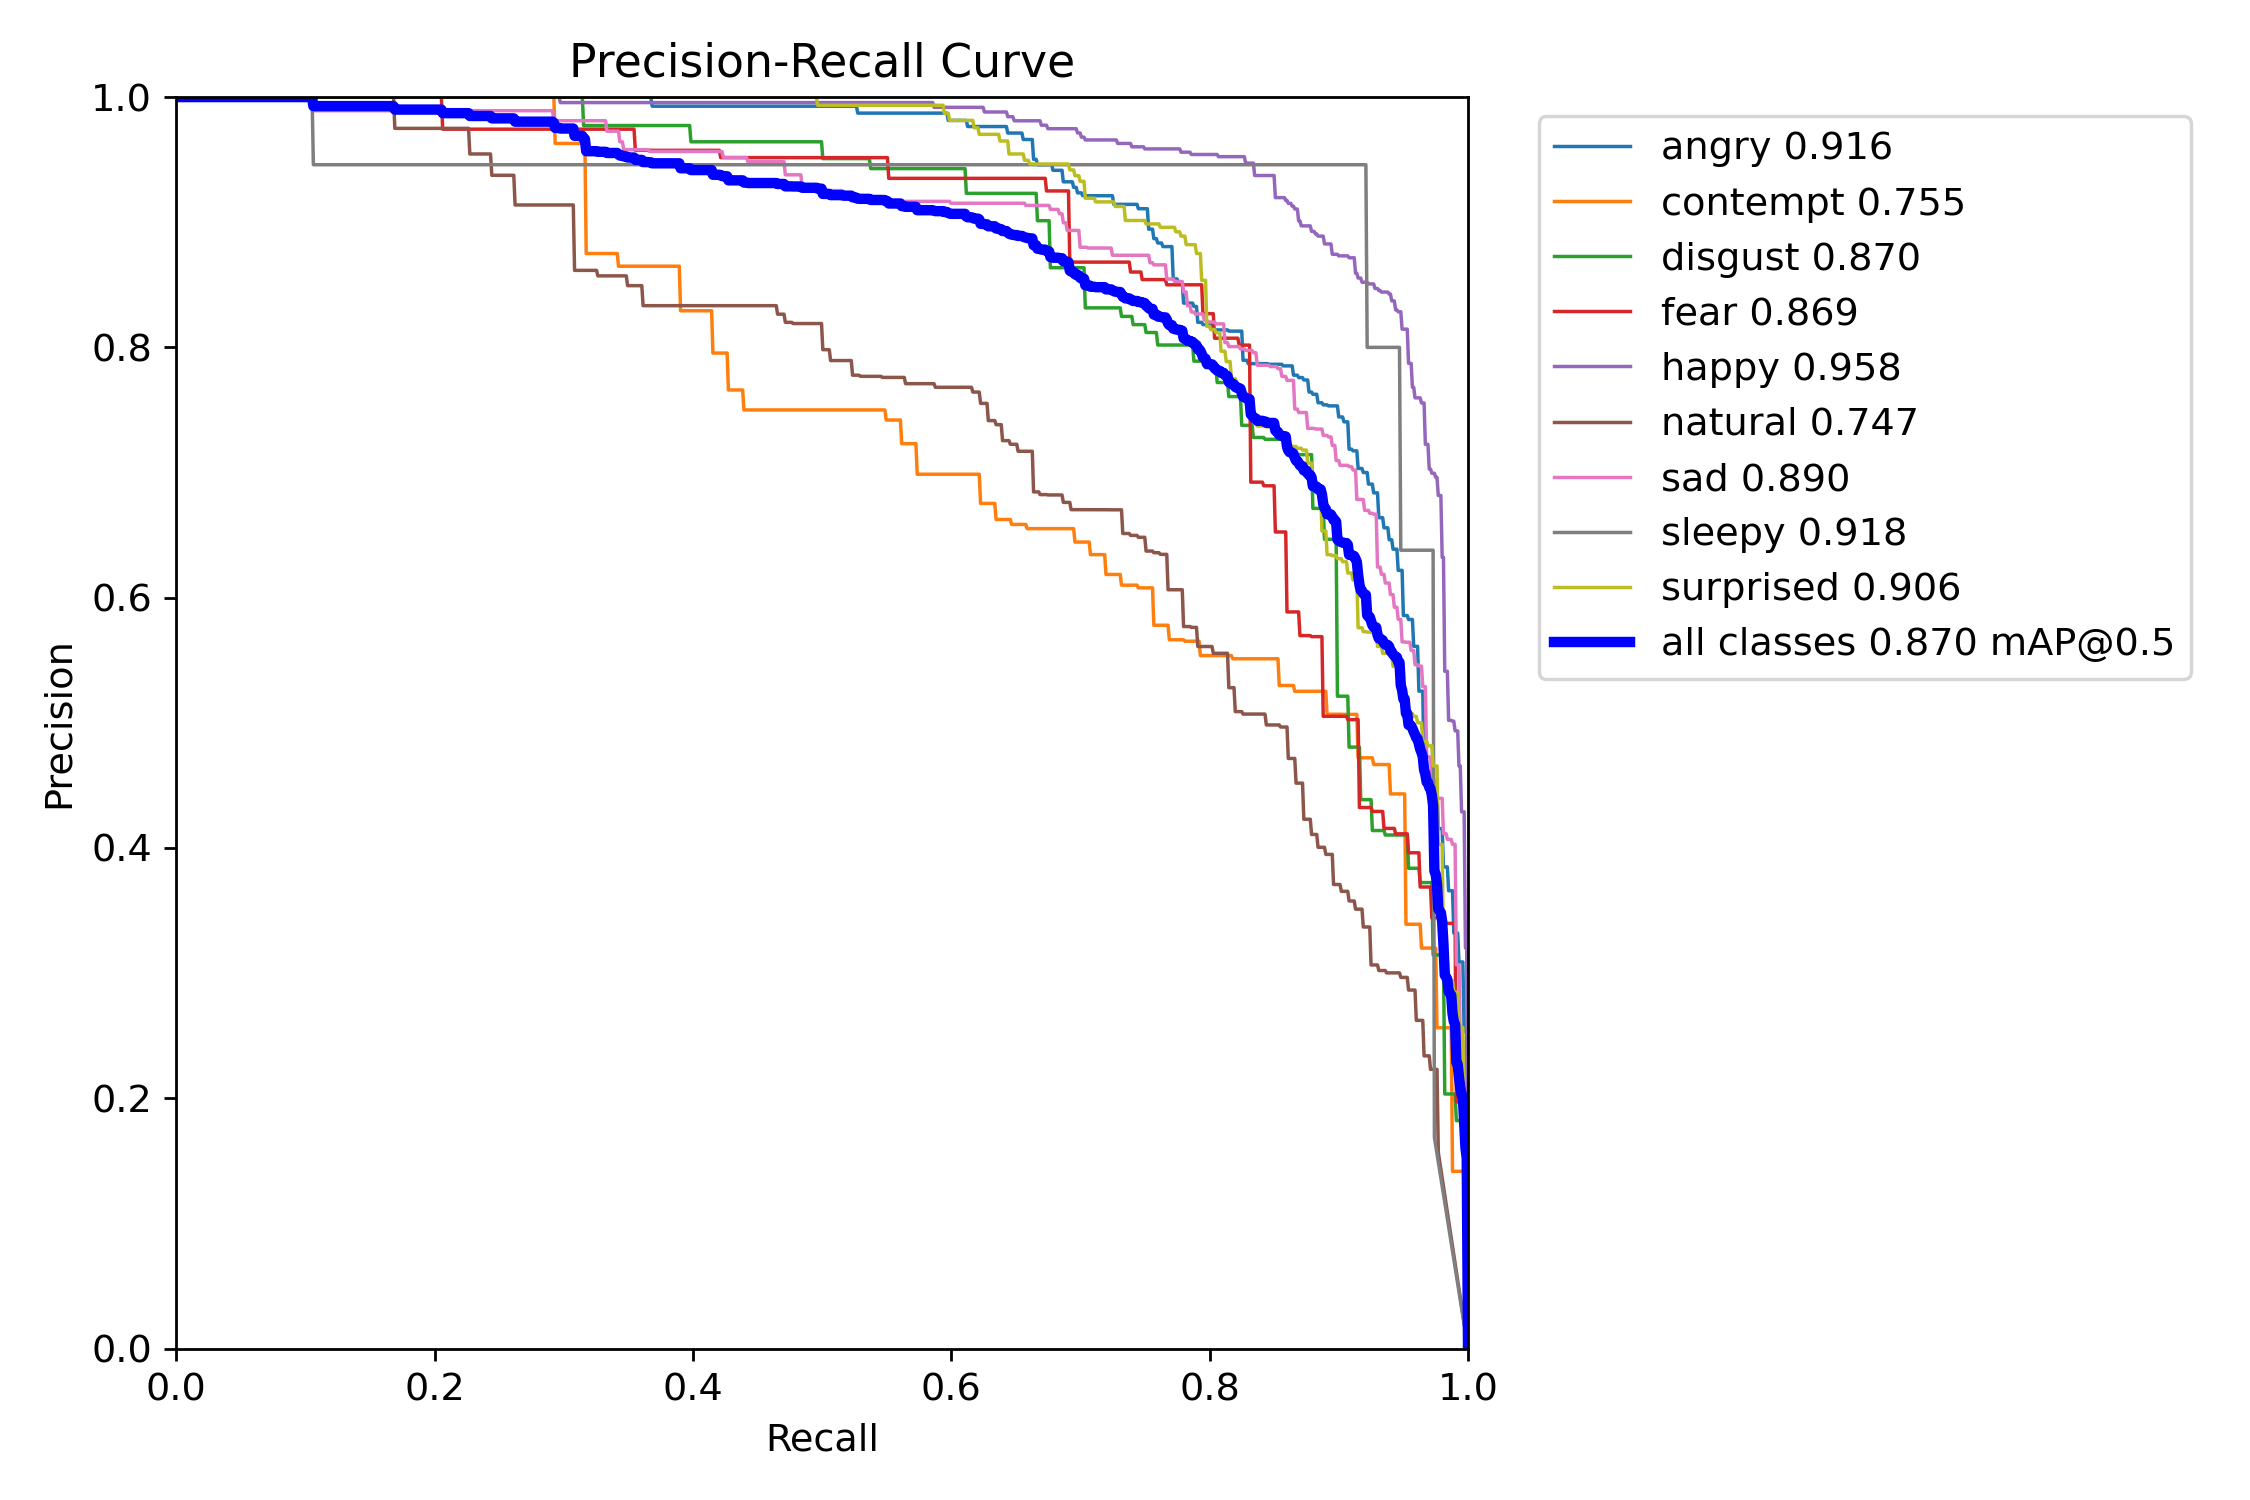 Precision-Recall Curve
1.0
0.8
0.6
0.4
0.2
0.0
Precision
0.0 0.2 0.4 0.6 0.8 1.0
Recall
angry 0.916
contempt 0.755
disgust 0.870
fear 0.869
happy 0.958
natural 0.747
sad 0.890
sleepy 0.918
surprised 0.906
all classes 0.870 mAP@0.5